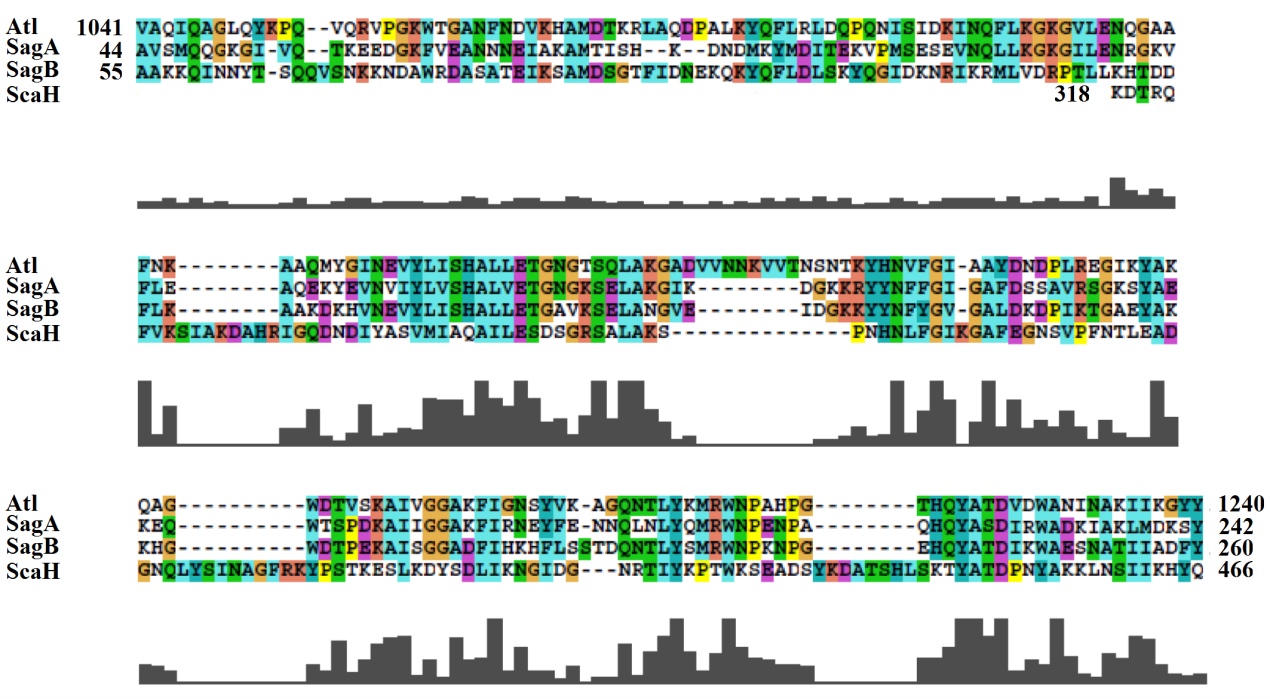 Atl 1041 VAQIQAGLQYKPQ--VQRVPGKWTGANFNDVKHAMDTKRLAQDPALKYQFLRLDQPQNISIDKINQFLKGKGVLENQGAA
SagA 44 AVSMQQGKGI-VQ--TKEEDGKFVEANNNEIAKAMTISH--K--DNDMKYMDITEKVPMSESEVNQLLKGKGILENRGKV
SagB 55 AAKKQINNYT-SQQVSNKKNDAWRDASATEIKSAMDSGTFIDNEKQKYQFLDLSKYQGIDKNRIKRMLVDRPTLLKHTDD
ScaH 318 KDTRQ
Atl FNK--------AAQMYGINEVYLISHALLETGNGTSQLAKGADVVNNKVVTNSNTKYHNVFGI-AAYDNDPLREGIKYAK
SagA FLE--------AQEKYEVNVIYLVSHALVETGNGKSELAKGIK--------DGKKRYYNFFGI-GAFDSSAVRSGKSYAE
SagB FLK--------AAKDKHVNEVYLISHALLETGAVKSELANGVE--------IDGKKYYNFYGV-GALDKDPIKTGAEYAK
ScaH FVKSIAKDAHRIGQDNDIYASVMIAQAILESDSGRSALAKS--------------PNHNLFGIKGAFEGNSVPFNTLEAD
Atl QAG----------WDTVSKAIVGGAKFIGNSYVK-AGQNTLYKMRWNPAHPG--------THQYATDVDWANINAKIIKGYY 1240
SagA KEQ----------WTSPDKAIIGGAKFIRNEYFE-NNQLNLYQMRWNPENPA--------QHQYASDIRWADKIAKLMDKSY 242
SagB KHG----------WDTPEKAISGGADFIHKHFLSSTDQNTLYSMRWNPKNPG--------EHQYATDIKWAESNATIIADFY 260
ScaH GNQLYSINAGFRKYPSTKESLKDYSDLIKNGIDG---NRTIYKPTWKSEADSYKDATSHLSKTYATDPNYAKKLNSIIKHYQ 466